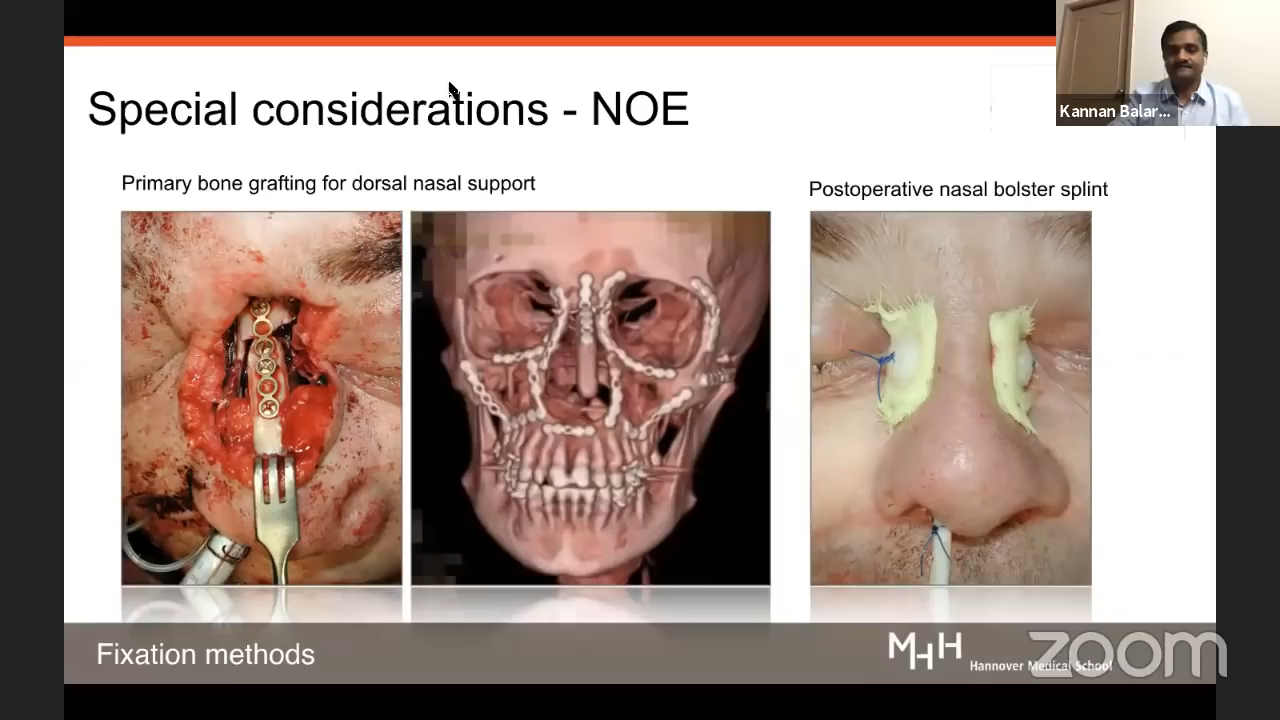 Kannan Balar...
Special considerations - NOE
Primary bone grafting for dorsal nasal support
Postoperative nasal bolster splint
Fixation methods
MHH
Hannover Medical School
zoom